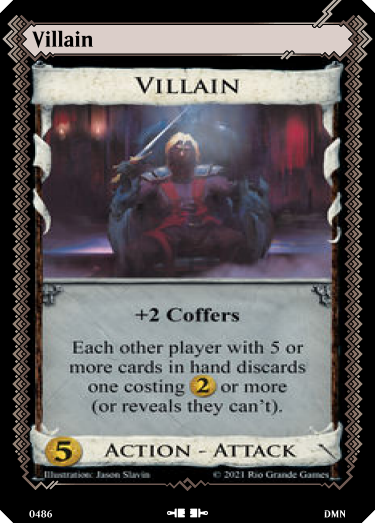 Villain
VILLAIN
+2 Coffers
Each other player with 5 or
more cards in hand discards
one costing 2 or more
(or reveals they can't).
5 ACTION - ATTACK
Illustration: Jason Slavin © 2021 Rio Grande Games
0486 DMN